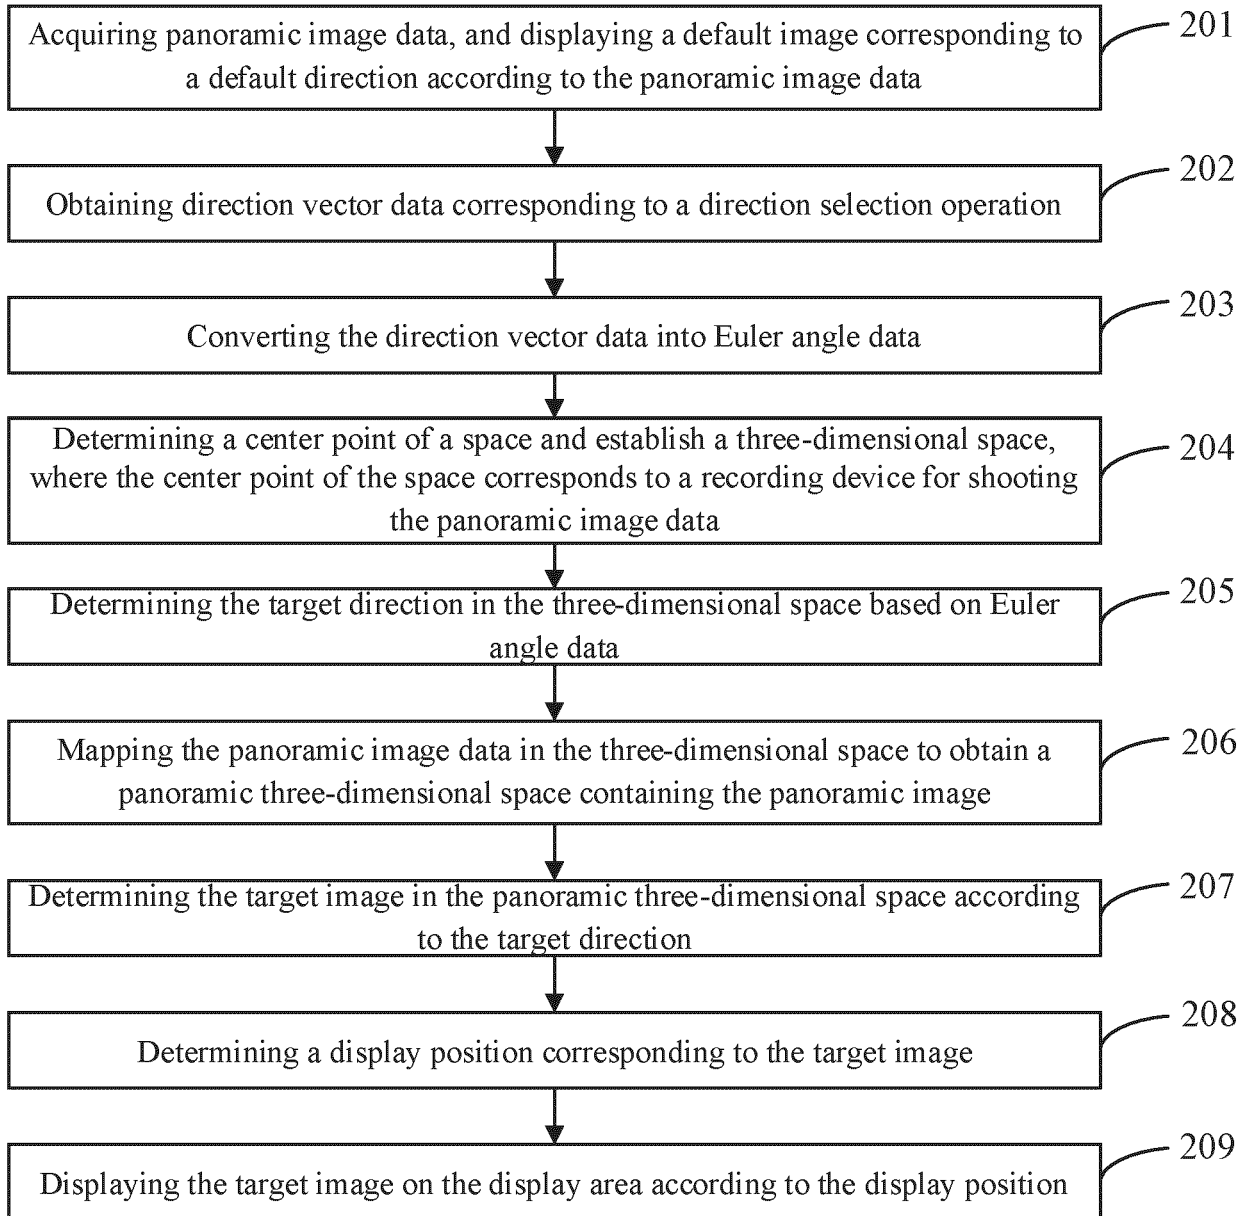 Acquiring panoramic image data, and displaying a default image corresponding to
a default direction according to the panoramic image data
201
Obtaining direction vector data corresponding to a direction selection operation
202
Converting the direction vector data into Euler angle data
203
Determining a center point of a space and establish a three-dimensional space,
where the center point of the space corresponds to a recording device for shooting
the panoramic image data
204
Determining the target direction in the three-dimensional space based on Euler
angle data
205
Mapping the panoramic image data in the three-dimensional space to obtain a
panoramic three-dimensional space containing the panoramic image
206
Determining the target image in the panoramic three-dimensional space according
to the target direction
207
Determining a display position corresponding to the target image
208
Displaying the target image on the display area according to the display position
209